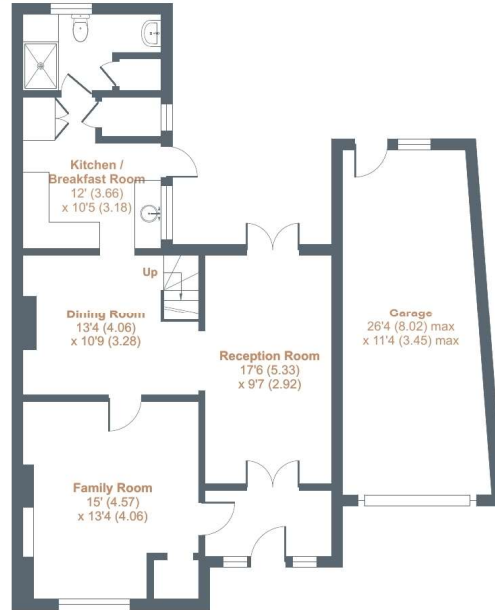 Kitchen /
Breakfast Room
12' (3.66)
x 10'5 (3.18)
Up
Dining Room
13'4 (4.06)
x 10'9 (3.28)
Reception Room
17'6 (5.33)
x 9'7 (2.92)
Garage
26'4 (8.02) max
x 11'4 (3.45) max
Family Room
15' (4.57)
x 13'4 (4.06)